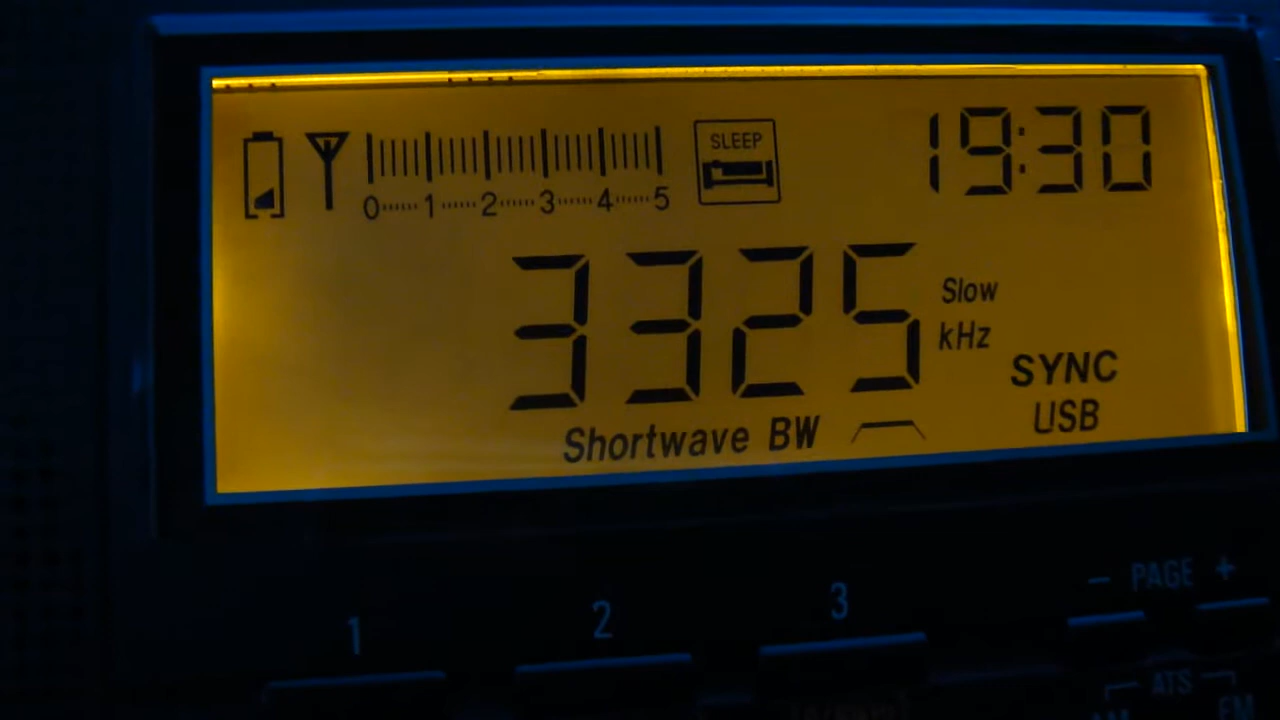 SLEEP
19:30
0 1 2 3 4 5
3325
Slow
kHz
SYNC
USB
Shortwave BW
1 2 3
- PAGE +
ATS